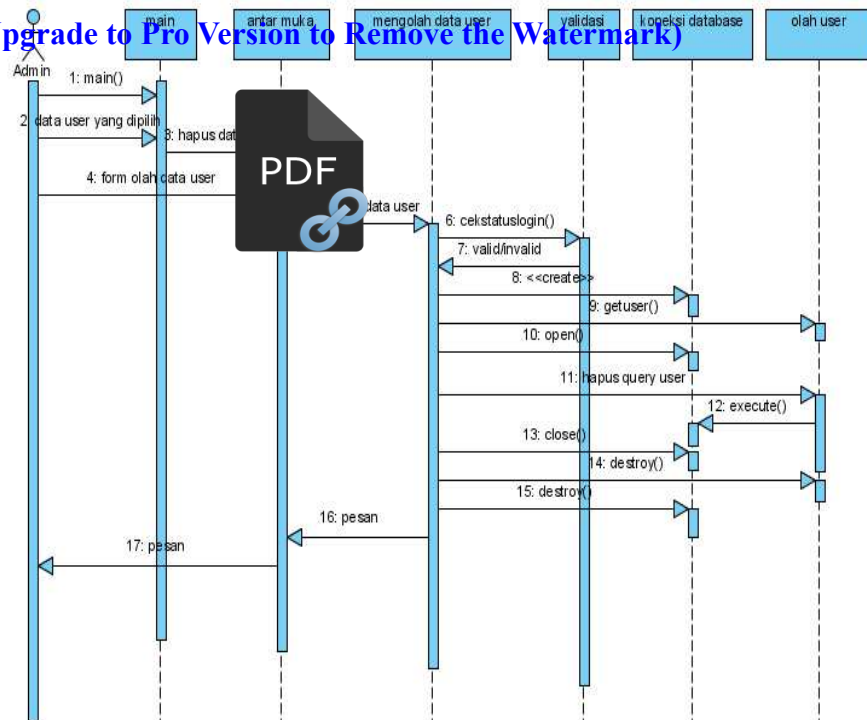 main antar muka mengolah data user validasi koneksi database olah user
Upgrade to Pro Version to Remove the Watermark)
Admin
1: main()
2: data user yang dipilih
3: hapus dat
PDF
4: form olah data user
data user
6: cekstatuslogin()
7: valid/invalid
8: <<create>>
9: getuser()
10: open()
11: hapus query user
12: execute()
13: close()
14: destroy()
15: destroy()
16: pesan
17: pesan